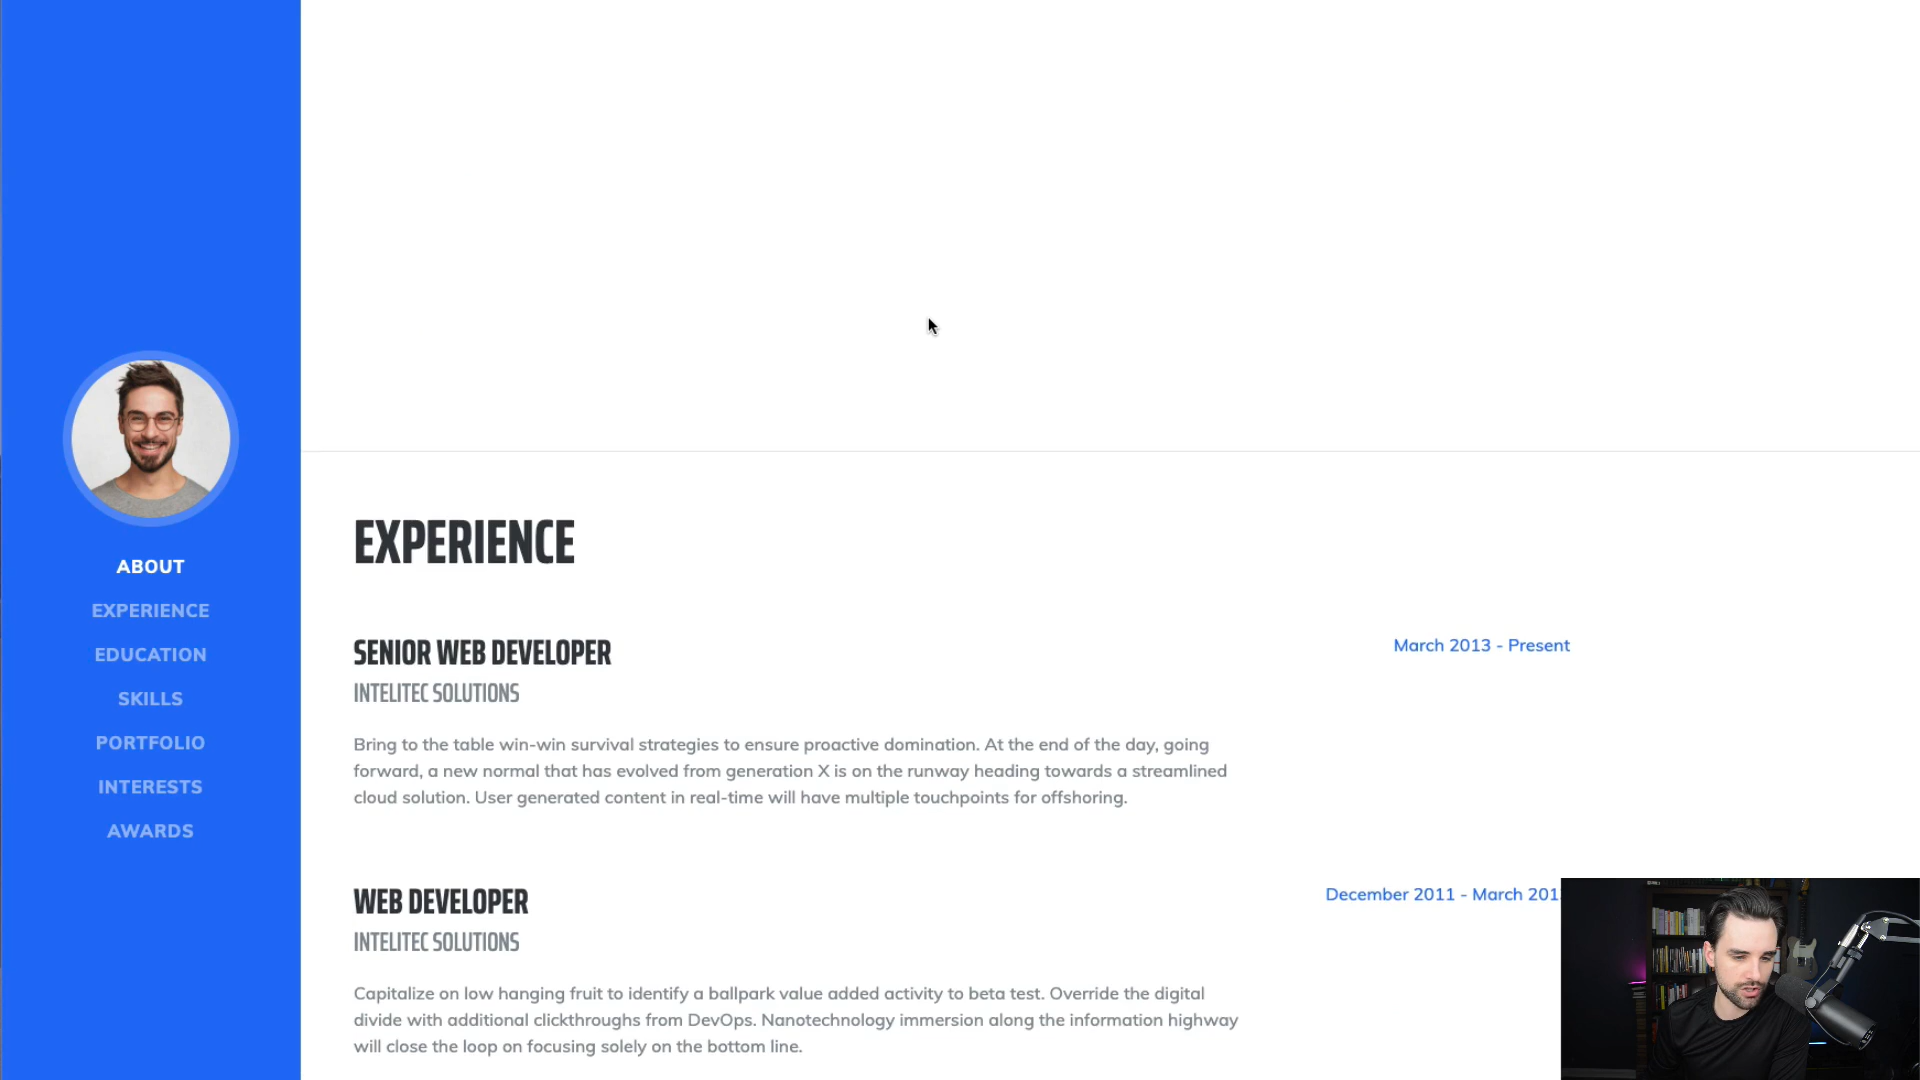 ABOUT
EXPERIENCE
EDUCATION
SKILLS
PORTFOLIO
INTERESTS
AWARDS
EXPERIENCE
SENIOR WEB DEVELOPER
March 2013 - Present
INTELITEC SOLUTIONS
Bring to the table win-win survival strategies to ensure proactive domination. At the end of the day, going
forward, a new normal that has evolved from generation X is on the runway heading towards a streamlined
cloud solution. User generated content in real-time will have multiple touchpoints for offshoring.
WEB DEVELOPER
December 2011 - March 201
INTELITEC SOLUTIONS
Capitalize on low hanging fruit to identify a ballpark value added activity to beta test. Override the digital
divide with additional clickthroughs from DevOps. Nanotechnology immersion along the information highway
will close the loop on focusing solely on the bottom line.